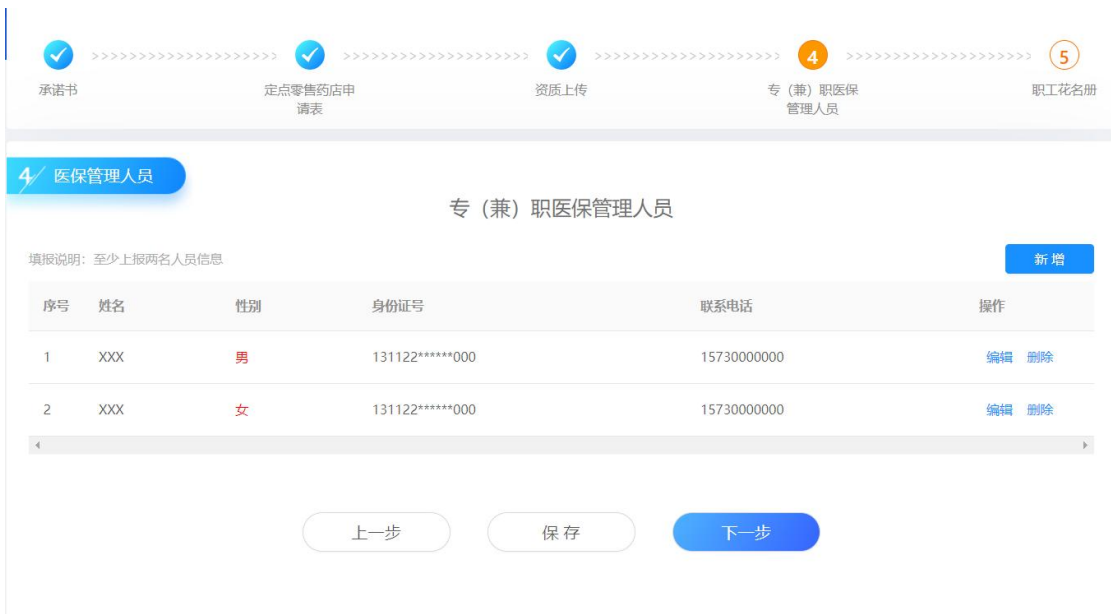 >>>>>>>>>>>>>>>>>>>>> >>>>>>>>>>>>>>>>>>>>> >>>>>>>>>>>>>>>>>>>>> 4 >>>>>>>>>>>>>>>>>>>>> 5
承诺书 定点零售药店申 资质上传 专（兼）职医保 职工花名册
请表 管理人员
4 医保管理人员
专（兼）职医保管理人员
填报说明：至少上报两名人员信息 新增
序号 姓名 性别 身份证号 联系电话 操作
1 XXX 男 131122******000 15730000000 编辑 删除
2 XXX 女 131122******000 15730000000 编辑 删除
上一步 保存 下一步